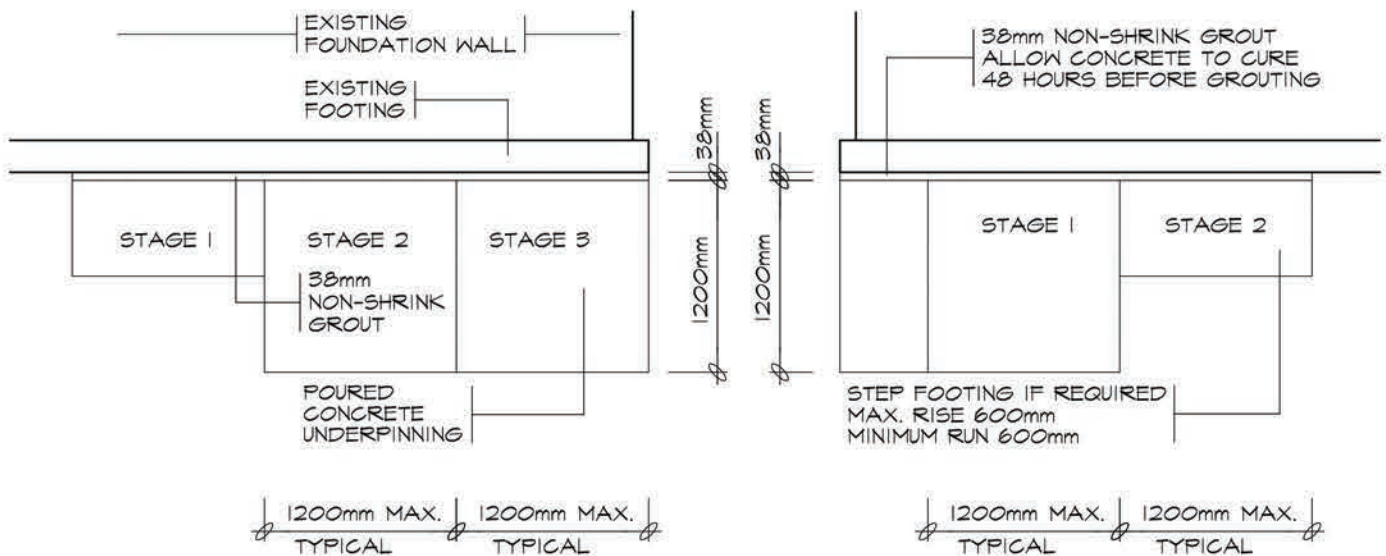 EXISTING
FOUNDATION WALL
EXISTING
FOOTING
38mm NON-SHRINK GROUT
ALLOW CONCRETE TO CURE
48 HOURS BEFORE GROUTING
38mm
38mm
STAGE 1
STAGE 2
STAGE 3
STAGE 1
STAGE 2
38mm
NON-SHRINK
GROUT
1200mm
1200mm
POURED
CONCRETE
UNDERPINNING
STEP FOOTING IF REQUIRED
MAX. RISE 600mm
MINIMUM RUN 600mm
1200mm MAX.
TYPICAL
1200mm MAX.
TYPICAL
1200mm MAX.
TYPICAL
1200mm MAX.
TYPICAL